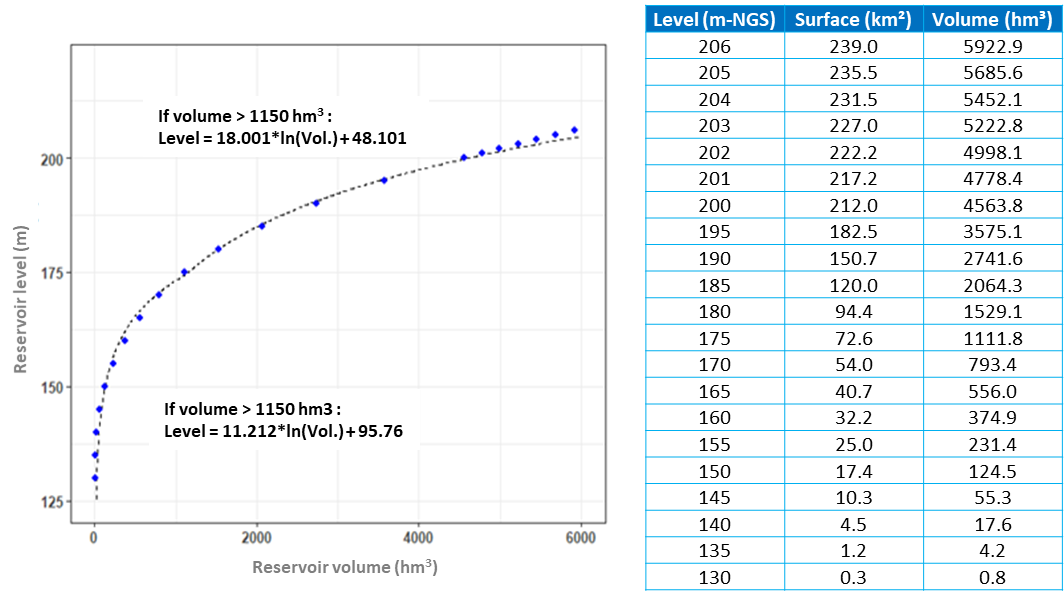 If volume > 1150 hm³ :
Level = 18.001*ln(Vol.)+48.101
If volume > 1150 hm3 :
Level = 11.212*ln(Vol.)+95.76
200
175
150
125
0 2000 4000 6000
Reservoir level (m)
Reservoir volume (hm³)
Level (m-NGS) Surface (km²) Volume (hm³)
206 239.0 5922.9
205 235.5 5685.6
204 231.5 5452.1
203 227.0 5222.8
202 222.2 4998.1
201 217.2 4778.4
200 212.0 4563.8
195 182.5 3575.1
190 150.7 2741.6
185 120.0 2064.3
180 94.4 1529.1
175 72.6 1111.8
170 54.0 793.4
165 40.7 556.0
160 32.2 374.9
155 25.0 231.4
150 17.4 124.5
145 10.3 55.3
140 4.5 17.6
135 1.2 4.2
130 0.3 0.8